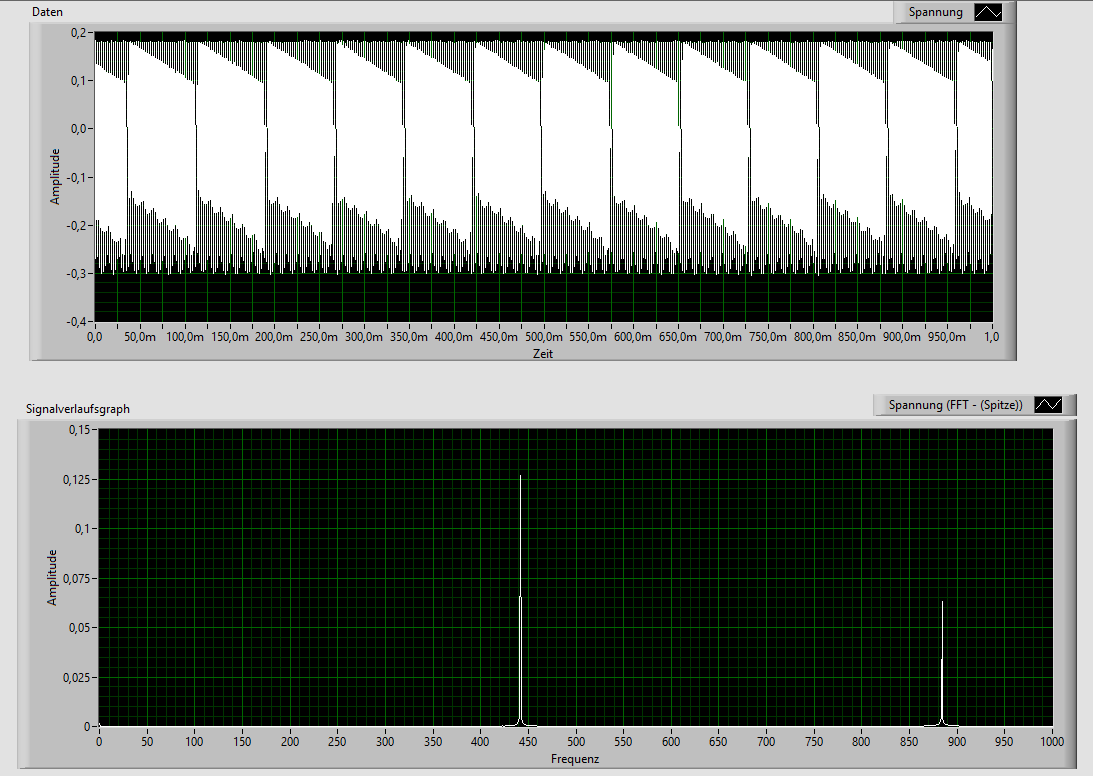 Daten
Spannung
0,2
0,1
0,0
-0,1
-0,2
-0,3
-0,4
Amplitude
0,0 50,0m 100,0m 150,0m 200,0m 250,0m 300,0m 350,0m 400,0m 450,0m 500,0m 550,0m 600,0m 650,0m 700,0m 750,0m 800,0m 850,0m 900,0m 950,0m 1,0
Zeit
Signalverlaufsgraph
Spannung (FFT - (Spitze))
0,15
0,125
0,1
0,075
0,05
0,025
0
Amplitude
0 50 100 150 200 250 300 350 400 450 500 550 600 650 700 750 800 850 900 950 1000
Frequenz